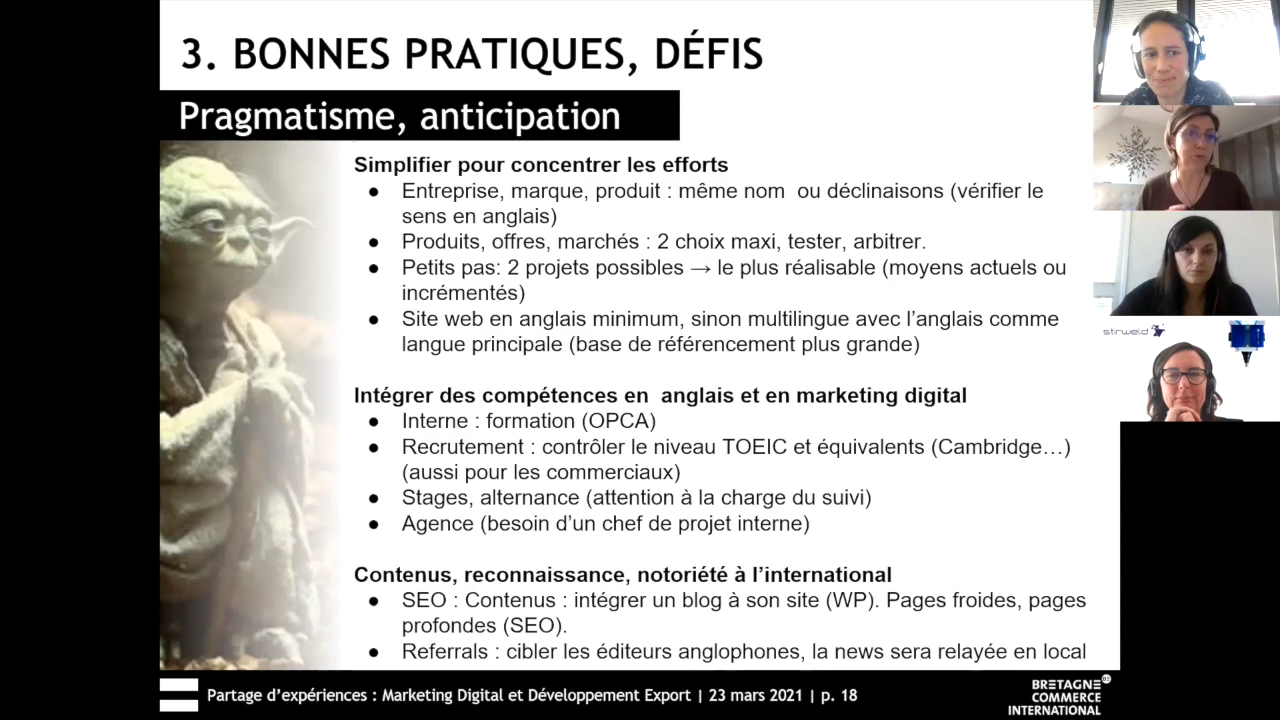 3. BONNES PRATIQUES, DÉFIS
Pragmatisme, anticipation
Simplifier pour concentrer les efforts
● Entreprise, marque, produit : même nom ou déclinaisons (vérifier le
sens en anglais)
● Produits, offres, marchés : 2 choix maxi, tester, arbitrer.
● Petits pas: 2 projets possibles → le plus réalisable (moyens actuels ou
incrémentés)
● Site web en anglais minimum, sinon multilingue avec l’anglais comme
langue principale (base de référencement plus grande)
Intégrer des compétences en anglais et en marketing digital
● Interne : formation (OPCA)
● Recrutement : contrôler le niveau TOEIC et équivalents (Cambridge…)
(aussi pour les commerciaux)
● Stages, alternance (attention à la charge du suivi)
● Agence (besoin d’un chef de projet interne)
Contenus, reconnaissance, notoriété à l’international
● SEO : Contenus : intégrer un blog à son site (WP). Pages froides, pages
profondes (SEO).
● Referrals : cibler les éditeurs anglophones, la news sera relayée en local
Partage d’expériences : Marketing Digital et Développement Export | 23 mars 2021 | p. 18
BRETAGNE
COMMERCE
INTERNATIONAL
stirweld